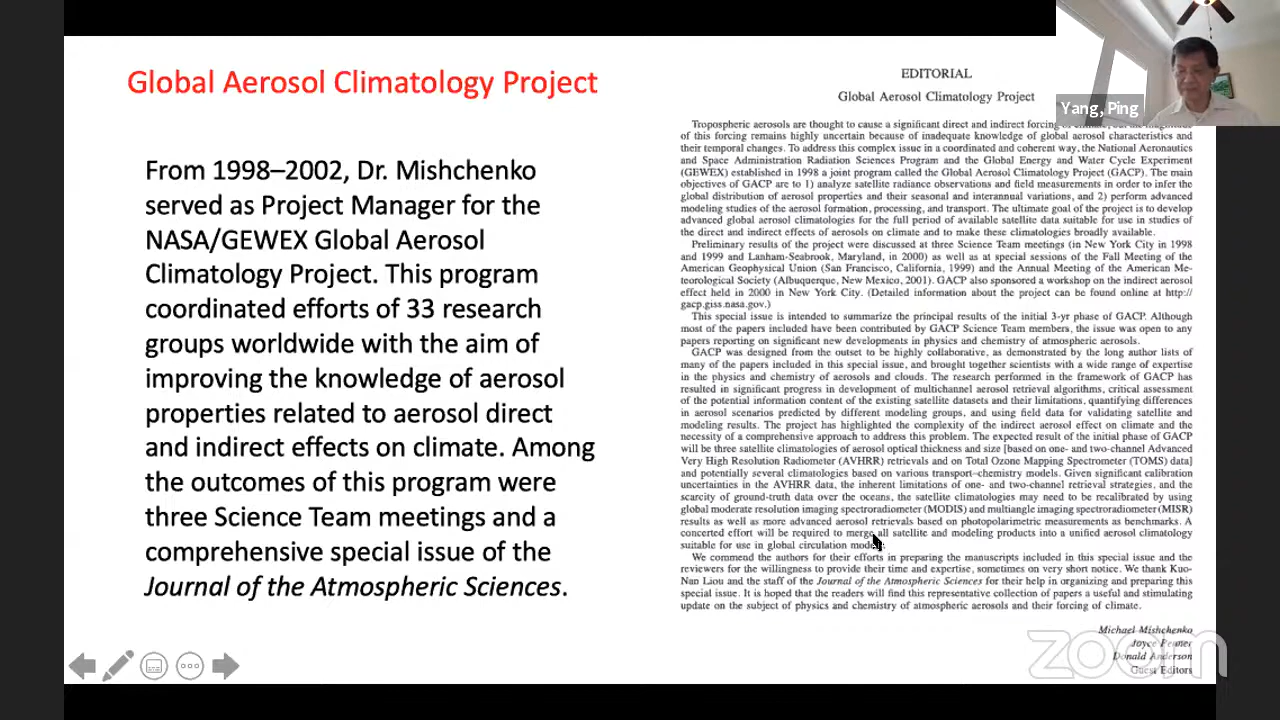 Global Aerosol Climatology Project
From 1998–2002, Dr. Mishchenko
served as Project Manager for the
NASA/GEWEX Global Aerosol
Climatology Project. This program
coordinated efforts of 33 research
groups worldwide with the aim of
improving the knowledge of aerosol
properties related to aerosol direct
and indirect effects on climate. Among
the outcomes of this program were
three Science Team meetings and a
comprehensive special issue of the
Journal of the Atmospheric Sciences.
EDITORIAL
Global Aerosol Climatology Project
Tropospheric aerosols are thought to cause a significant direct and indirect forcing
of this forcing remains highly uncertain because of inadequate knowledge of global aerosol characteristics and
their temporal changes. To address this complex issue in a coordinated and coherent way, the National Aeronautics
and Space Administration Radiation Sciences Program and the Global Energy and Water Cycle Experiment
(GEWEX) established in 1998 a joint program called the Global Aerosol Climatology Project (GACP). The main
objectives of GACP are to 1) analyze satellite radiance observations and field measurements in order to infer the
global distribution of aerosol properties and their seasonal and interannual variations, and 2) perform advanced
modeling studies of the aerosol formation, processing, and transport. The ultimate goal of the project is to develop
advanced global aerosol climatologies for the full period of available satellite data suitable for use in studies of
the direct and indirect effects of aerosols on climate and to make these climatologies broadly available.
Preliminary results of the project were discussed at three Science Team meetings (in New York City in 1998
and 1999 and Lanham-Seabrook, Maryland, in 2000) as well as at special sessions of the Fall Meeting of the
American Geophysical Union (San Francisco, California, 1999) and the Annual Meeting of the American Me-
teorological Society (Albuquerque, New Mexico, 2001). GACP also sponsored a workshop on the indirect aerosol
effect held in 2000 in New York City. (Detailed information about the project can be found online at http://
gacp.giss.nasa.gov.)
This special issue is intended to summarize the principal results of the initial 3-yr phase of GACP. Although
most of the papers included have been contributed by GACP Science Team members, the issue was open to any
papers reporting on significant new developments in physics and chemistry of atmospheric aerosols.
GACP was designed from the outset to be highly collaborative, as demonstrated by the long author lists of
many of the papers included in this special issue, and brought together scientists with a wide range of expertise
in the physics and chemistry of aerosols and clouds. The research performed in the framework of GACP has
resulted in significant progress in development of multichannel aerosol retrieval algorithms, critical assessment
of the potential information content of the existing satellite datasets and their limitations, quantifying differences
in aerosol scenarios predicted by different modeling groups, and using field data for validating satellite and
modeling results. The project has highlighted the complexity of the indirect aerosol effect on climate and the
necessity of a comprehensive approach to address this problem. The expected result of the initial phase of GACP
will be three satellite climatologies of aerosol optical thickness and size [based on one- and two-channel Advanced
Very High Resolution Radiometer (AVHRR) retrievals and on Total Ozone Mapping Spectrometer (TOMS) data]
and potentially several climatologies based on various transport–chemistry models. Given significant calibration
uncertainties in the AVHRR data, the inherent limitations of one- and two-channel retrieval strategies, and the
scarcity of ground-truth data over the oceans, the satellite climatologies may need to be recalibrated by using
global moderate resolution imaging spectroradiometer (MODIS) and multiangle imaging spectroradiometer (MISR)
results as well as more advanced aerosol retrievals based on photopolarimetric measurements as benchmarks. A
concerted effort will be required to merge all satellite and modeling products into a unified aerosol climatology
suitable for use in global circulation models.
We commend the authors for their efforts in preparing the manuscripts included in this special issue and the
reviewers for the willingness to provide their time and expertise, sometimes on very short notice. We thank Kuo-
Nan Liou and the staff of the Journal of the Atmospheric Sciences for their help in organizing and preparing this
special issue. It is hoped that the readers will find this representative collection of papers a useful and stimulating
update on the subject of physics and chemistry of atmospheric aerosols and their forcing of climate.
Michael Mishchenko
Joyce Penner
Donald Anderson
Guest Editors
Yang, Ping
zoom